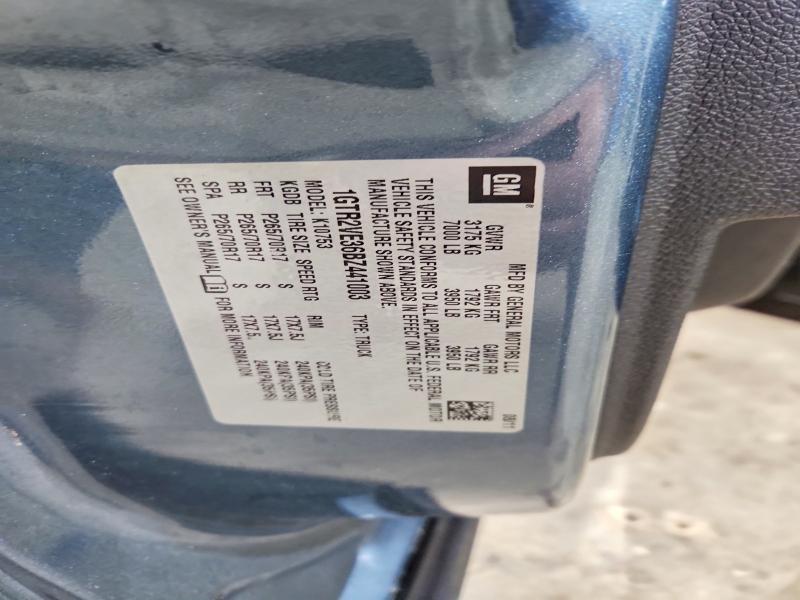 GM
MFD BY GENERAL MOTORS LLC
08/11
GVWR GAWR FRT GAWR RR
3175 KG 1792 KG 1792 KG
7000 LB 3950 LB 3950 LB
THIS VEHICLE CONFORMS TO ALL APPLICABLE U.S. FEDERAL MOTOR
VEHICLE SAFETY STANDARDS IN EFFECT ON THE DATE OF
MANUFACTURE SHOWN ABOVE.
1GTR2VE39BZ441003 TYPE: TRUCK
MODEL: K10753
KGDB TIRE SIZE SPEED RTG RIM COLD TIRE PRESSURE
FRT P265/70R17 S 17X7.5J 240KPA(35PSI)
RR P265/70R17 S 17X7.5J 240KPA(35PSI)
SPA P265/70R17 S 17X7.5 240KPA(35PSI)
SEE OWNER'S MANUAL FOR MORE INFORMATION